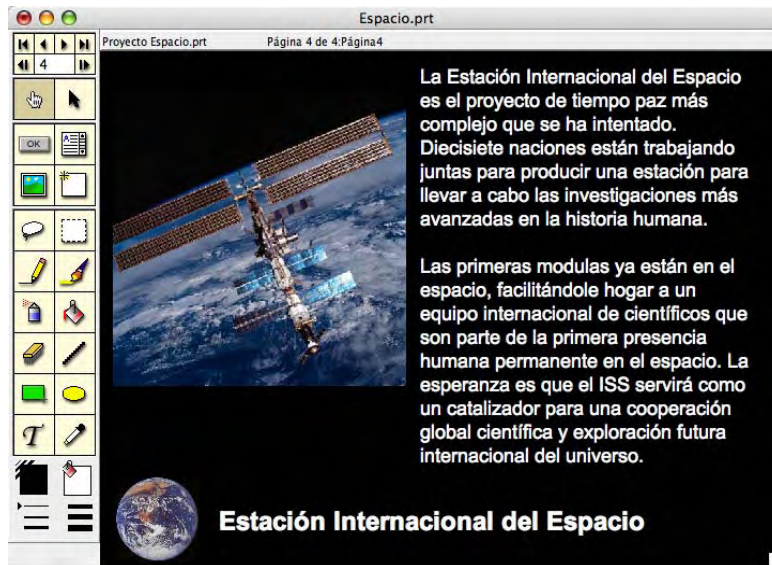 Espacio.prt
Proyecto Espacio.prt Página 4 de 4:Página4
4
OK
A
T
La Estación Internacional del Espacio
es el proyecto de tiempo paz más
complejo que se ha intentado.
Diecisiete naciones están trabajando
juntas para producir una estación para
llevar a cabo las investigaciones más
avanzadas en la historia humana.
Las primeras modulas ya están en el
espacio, facilitándole hogar a un
equipo internacional de científicos que
son parte de la primera presencia
humana permanente en el espacio. La
esperanza es que el ISS servirá como
un catalizador para una cooperación
global científica y exploración futura
internacional del universo.
Estación Internacional del Espacio